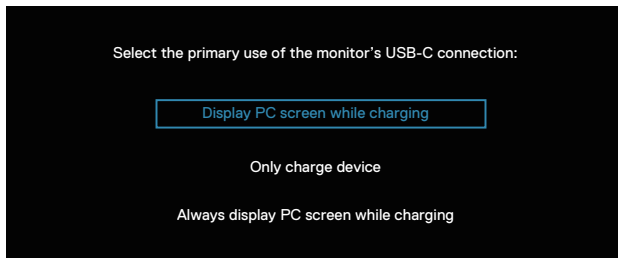 Select the primary use of the monitor’s USB-C connection:
Display PC screen while charging
Only charge device
Always display PC screen while charging